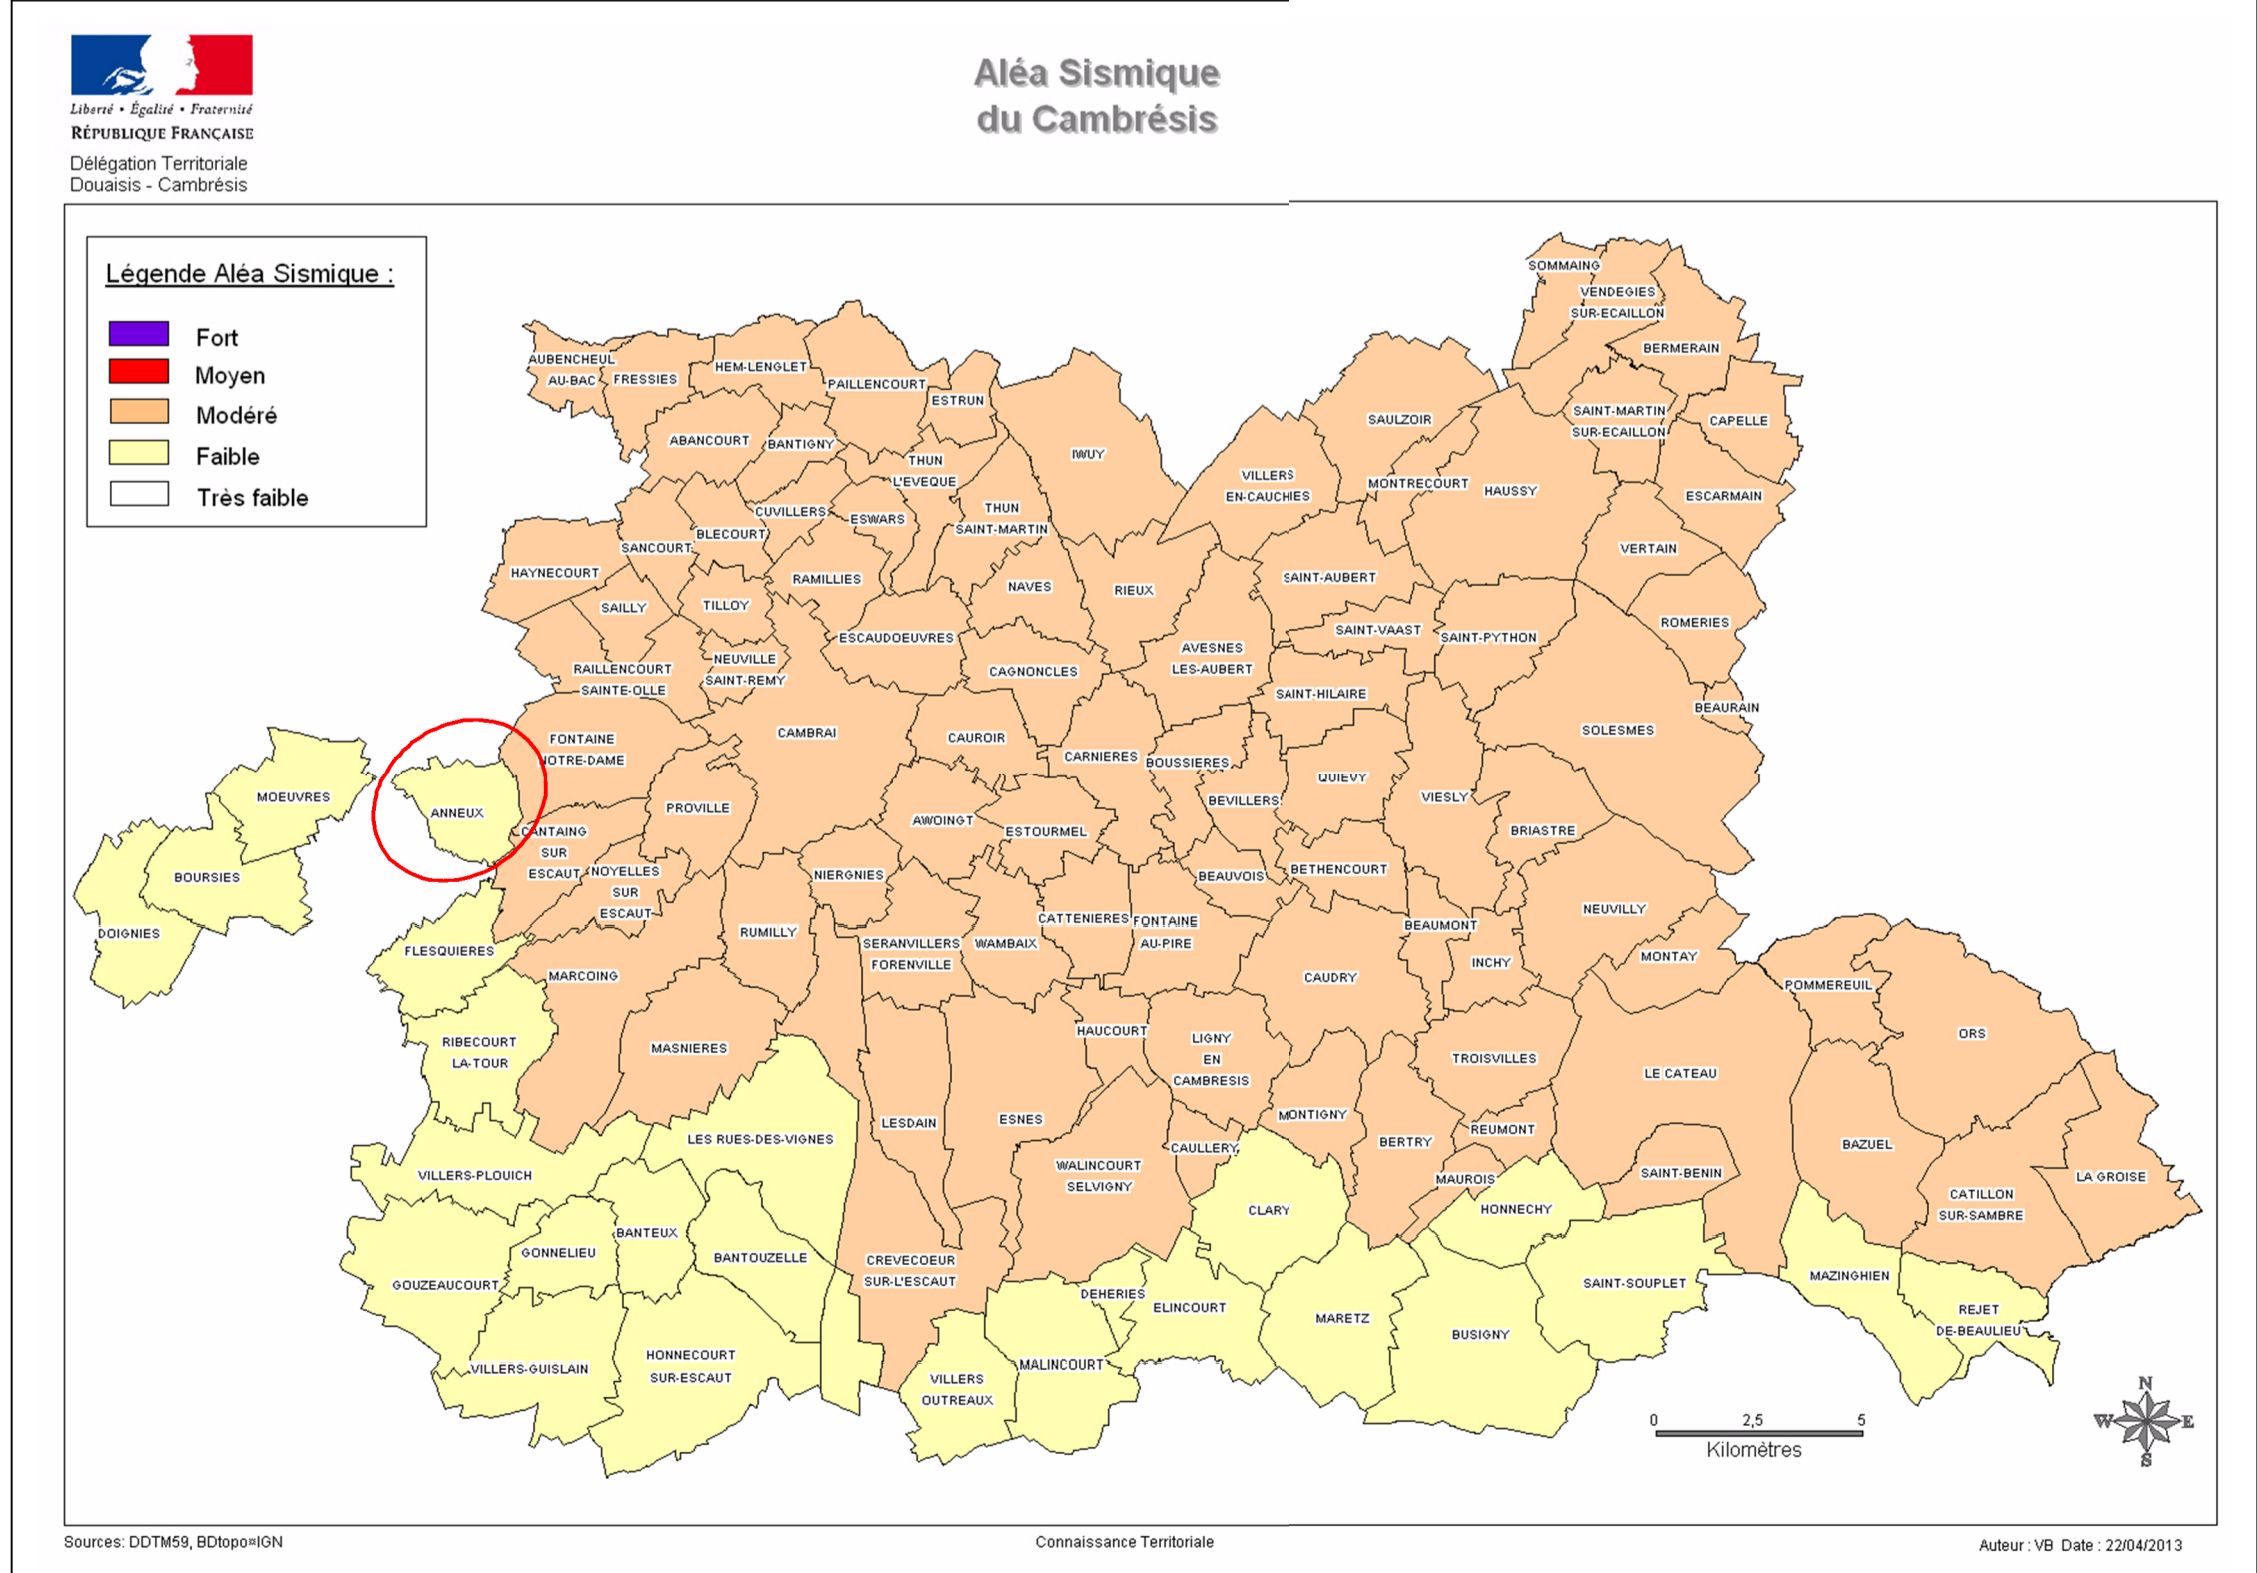 Liberté • Égalité • Fraternité
RÉPUBLIQUE FRANÇAISE
Délégation Territoriale
Douaisis - Cambrésis
Aléa Sismique
du Cambrésis
Légende Aléa Sismique :
Fort
Moyen
Modéré
Faible
Très faible
SOMMAING
VENDEGIES
SUR-ECAILLON
BERMERAIN
AUBENCHEUL
AU-BAC
FRESSIES
HEM-LENGLET
PAILLENCOURT
ESTRUN
ABANCOURT
BANTIGNY
IWUY
SAULZOIR
SAINT-MARTIN
SUR-ECAILLON
CAPELLE
THUN
L'EVEQUE
VILLERS
EN-CAUCHIES
MONTRECOURT
HAUSSY
ESCARMAIN
CUVILLERS
ESWARS
THUN
SAINT-MARTIN
BLECOURT
SANCOURT
VERTAIN
HAYNECOURT
RAMILLIES
NAVES
RIEUX
SAINT-AUBERT
SAILLY
TILLOY
ROMERIES
ESCAUDOEUVRES
SAINT-VAAST
SAINT-PYTHON
AVESNES
LES-AUBERT
RAILLENCOURT
SAINTE-OLLE
NEUVILLE
SAINT-REMY
CAGNONCLES
SAINT-HILAIRE
BEAURAIN
FONTAINE
NOTRE-DAME
CAMBRAI
CAUROIR
CARNIERES
BOUSSIERES
SOLESMES
QUIEVY
MOEUVRES
ANNEUX
PROVILLE
BEVILLERS
VIESLY
AWOINGT
ESTOURMEL
BRIASTRE
CANTAING
SUR
ESCAUT
NOYELLES
SUR
ESCAUT
BOURSIES
NIERGNIES
BEAUVOIS
BETHENCOURT
DOIGNIES
FLESQUIERES
RUMILLY
SERANVILLERS
FORENVILLE
WAMBAIX
CATTENIERES
FONTAINE
AU-PIRE
BEAUMONT
NEUVILLY
MARCOING
CAUDRY
INCHY
MONTAY
POMMEREUIL
RIBECOURT
LA-TOUR
MASNIERES
HAUCOURT
LIGNY
EN
CAMBRESIS
TROISVILLES
LE CATEAU
ORS
LES RUES-DES-VIGNES
LESDAIN
ESNES
MONTIGNY
BERTRY
REUMONT
BAZUEL
VILLERS-PLOUICH
WALINCOURT
SELVIGNY
CAULLERY
MAUROIS
SAINT-BENIN
LA GROISE
CATILLON
SUR-SAMBRE
CLARY
HONNECHY
BANTEUX
GONNELIEU
BANTOUZELLE
GOUZEAUCOURT
CREVECOEUR
SUR-L'ESCAUT
DEHERIES
ELINCOURT
SAINT-SOUPLET
MAZINGHIEN
MARETZ
BUSIGNY
REJET
DE-BEAULIEU
VILLERS-GUISLAIN
HONNECOURT
SUR-ESCAUT
MALINCOURT
VILLERS
OUTREAUX
0 2,5 5
Kilomètres
N
W E
S
Sources: DDTM59, BDtopo¤IGN
Connaissance Territoriale
Auteur : VB Date : 22/04/2013